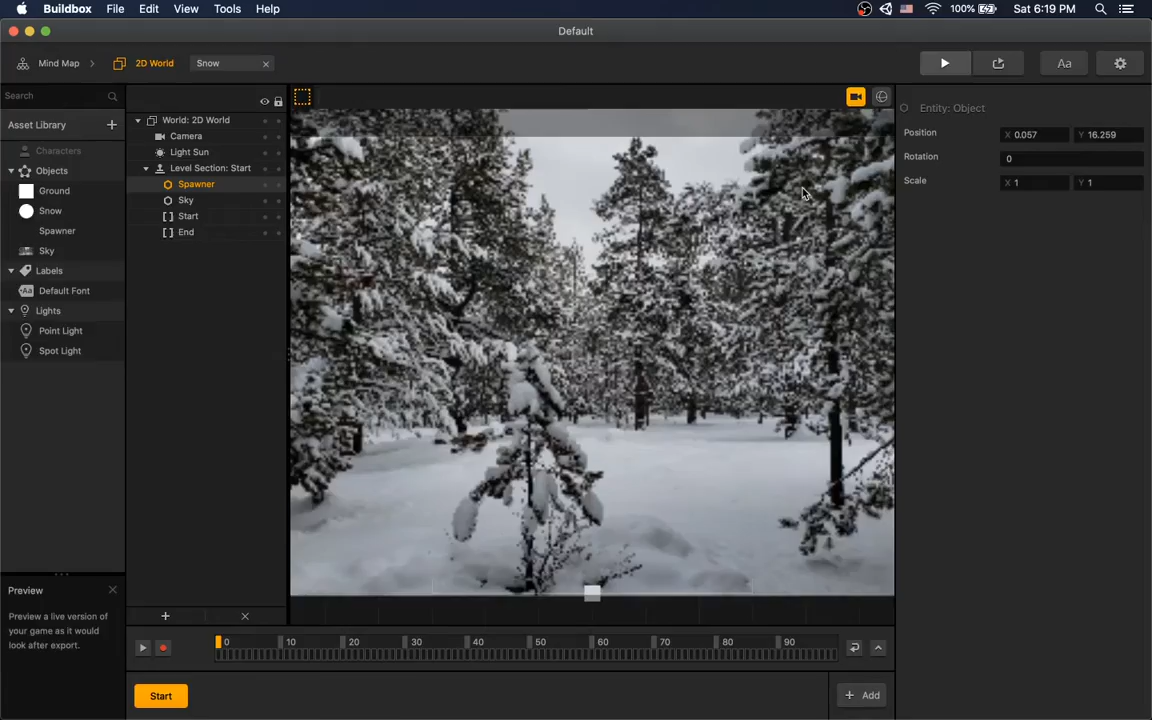 Buildbox File Edit View Tools Help 100% Sat 6:19 PM
Default
Mind Map 2D World Snow Aa
Search
Asset Library
Characters
Objects
Ground
Snow
Spawner
Sky
Labels
Aa Default Font
Lights
Point Light
Spot Light
World: 2D World
Camera
Light Sun
Level Section: Start
Spawner
Sky
Start
End
Entity: Object
Position X 0.057 Y 16.259
Rotation 0
Scale X 1 Y 1
Preview
Preview a live version of
your game as it would
look after export.
0 10 20 30 40 50 60 70 80 90
Start
Add